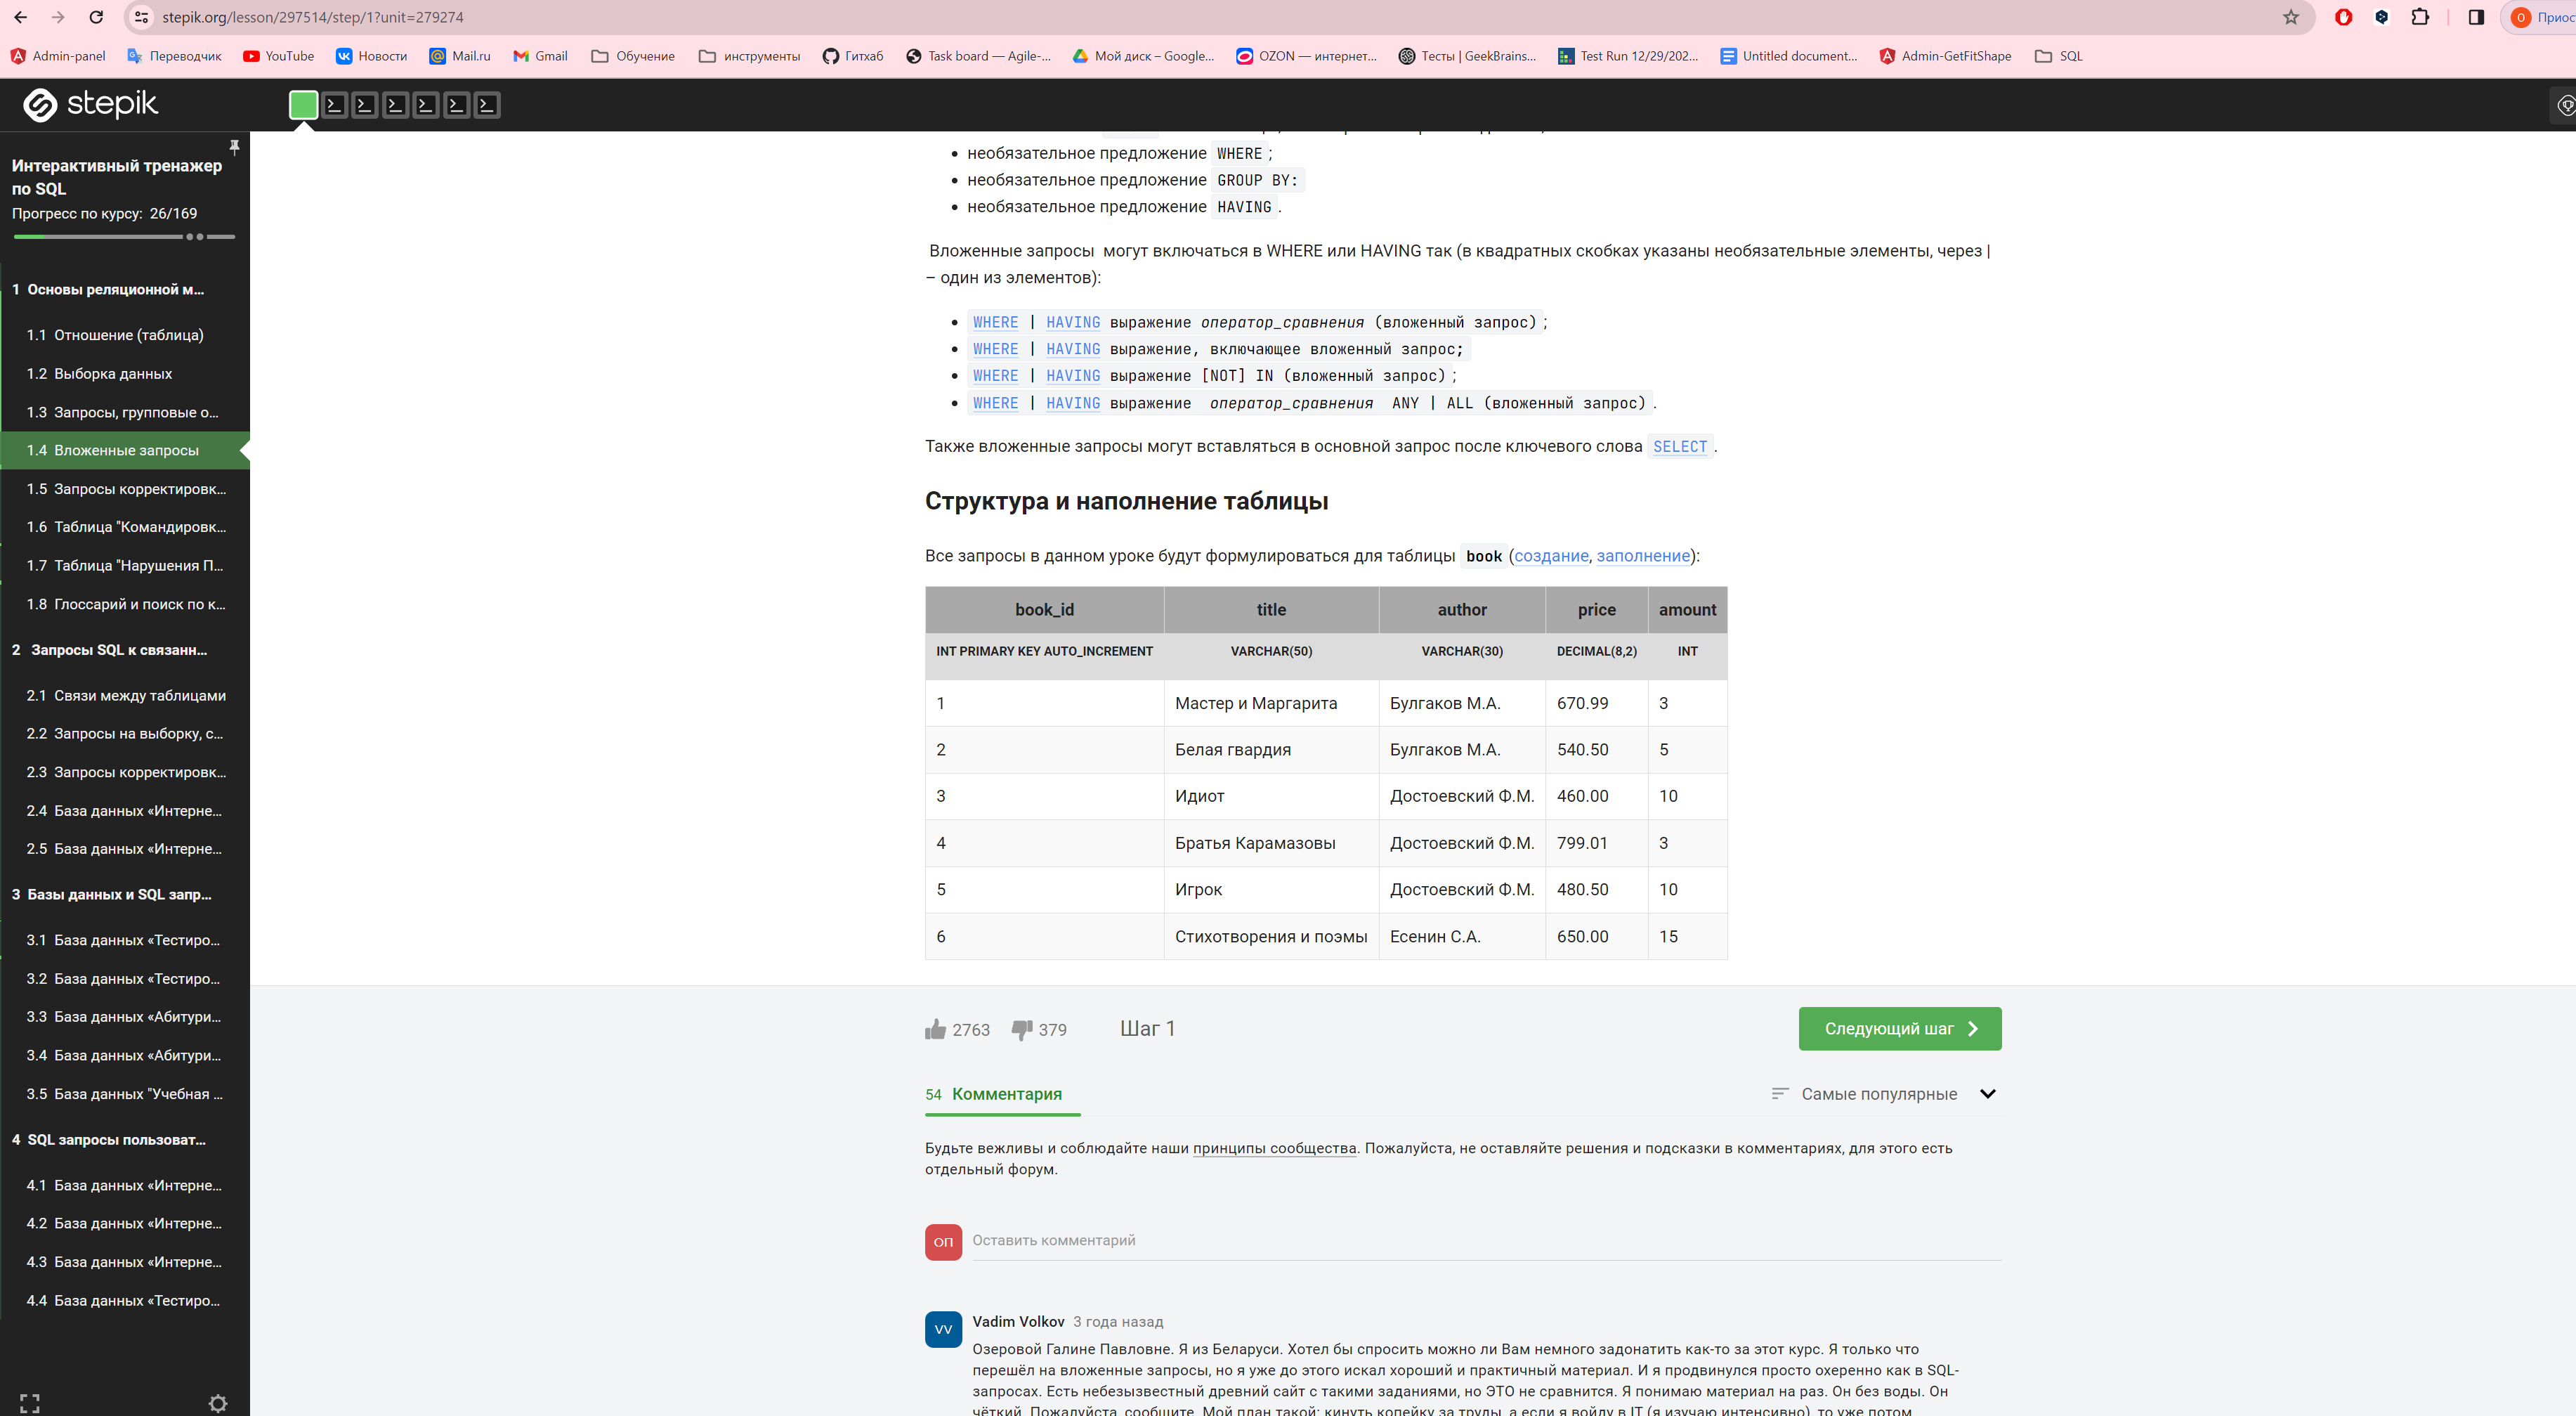 stepik.org/lesson/297514/step/1?unit=279274
О Приос
Admin-panel Переводчик YouTube Новости Mail.ru Gmail Обучение инструменты Гитхаб Task board — Agile-... Мой диск – Google... OZON — интернет... Тесты | GeekBrains... Test Run 12/29/202... Untitled document... Admin-GetFitShape SQL
stepik
Интерактивный тренажер
по SQL
Прогресс по курсу: 26/169
1 Основы реляционной м...
1.1 Отношение (таблица)
1.2 Выборка данных
1.3 Запросы, групповые о...
1.4 Вложенные запросы
1.5 Запросы корректировк...
1.6 Таблица "Командировк...
1.7 Таблица "Нарушения П...
1.8 Глоссарий и поиск по к...
2 Запросы SQL к связанн...
2.1 Связи между таблицами
2.2 Запросы на выборку, с...
2.3 Запросы корректировк...
2.4 База данных «Интерне...
2.5 База данных «Интерне...
3 Базы данных и SQL запр...
3.1 База данных «Тестиро...
3.2 База данных «Тестиро...
3.3 База данных «Абитури...
3.4 База данных «Абитури...
3.5 База данных "Учебная ...
4 SQL запросы пользоват...
4.1 База данных «Интерне...
4.2 База данных «Интерне...
4.3 База данных «Интерне...
4.4 База данных «Тестиро...
• необязательное предложение WHERE;
• необязательное предложение GROUP BY:
• необязательное предложение HAVING.
Вложенные запросы могут включаться в WHERE или HAVING так (в квадратных скобках указаны необязательные элементы, через |
– один из элементов):
• WHERE | HAVING выражение оператор_сравнения (вложенный запрос);
• WHERE | HAVING выражение, включающее вложенный запрос;
• WHERE | HAVING выражение [NOT] IN (вложенный запрос);
• WHERE | HAVING выражение оператор_сравнения ANY | ALL (вложенный запрос).
Также вложенные запросы могут вставляться в основной запрос после ключевого слова SELECT.
Структура и наполнение таблицы
Все запросы в данном уроке будут формулироваться для таблицы book (создание, заполнение):
book_id title author price amount
INT PRIMARY KEY AUTO_INCREMENT VARCHAR(50) VARCHAR(30) DECIMAL(8,2) INT
1 Мастер и Маргарита Булгаков М.А. 670.99 3
2 Белая гвардия Булгаков М.А. 540.50 5
3 Идиот Достоевский Ф.М. 460.00 10
4 Братья Карамазовы Достоевский Ф.М. 799.01 3
5 Игрок Достоевский Ф.М. 480.50 10
6 Стихотворения и поэмы Есенин С.А. 650.00 15
2763 379 Шаг 1 Следующий шаг
54 Комментария Самые популярные
Будьте вежливы и соблюдайте наши принципы сообщества. Пожалуйста, не оставляйте решения и подсказки в комментариях, для этого есть
отдельный форум.
ОП Оставить комментарий
VV Vadim Volkov 3 года назад
Озеровой Галине Павловне. Я из Беларуси. Хотел бы спросить можно ли Вам немного задонатить как-то за этот курс. Я только что
перешёл на вложенные запросы, но я уже до этого искал хороший и практичный материал. И я продвинулся просто охеренно как в SQL-
запросах. Есть небезызвестный древний сайт с такими заданиями, но ЭТО не сравнится. Я понимаю материал на раз. Он без воды. Он
чёткий. Пожалуйста, сообщите. Мой план такой: кинуть копейку за труды, а если я войду в IT (я изучаю интенсивно), то уже потом